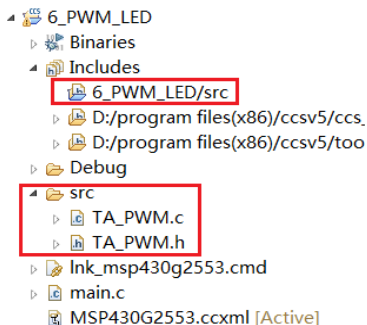 6_PWM_LED
Binaries
Includes
6_PWM_LED/src
D:/program files(x86)/ccsv5/ccs_
D:/program files(x86)/ccsv5/too
Debug
src
TA_PWM.c
TA_PWM.h
lnk_msp430g2553.cmd
main.c
MSP430G2553.ccxml [Active]